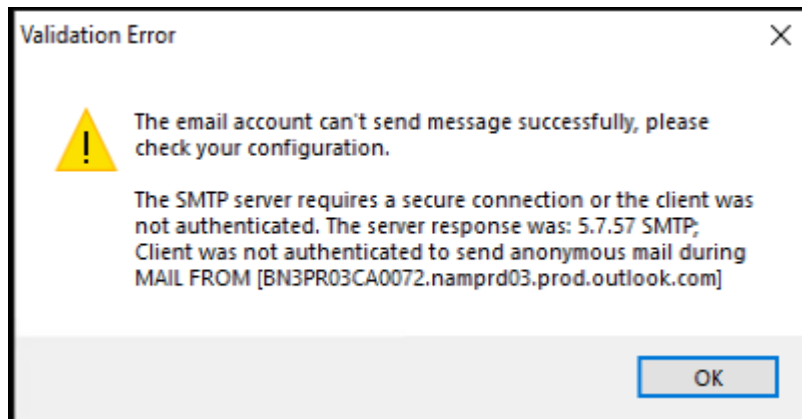 Validation Error
The email account can't send message successfully, please
check your configuration.
The SMTP server requires a secure connection or the client was
not authenticated. The server response was: 5.7.57 SMTP;
Client was not authenticated to send anonymous mail during
MAIL FROM [BN3PR03CA0072.namprd03.prod.outlook.com]
OK